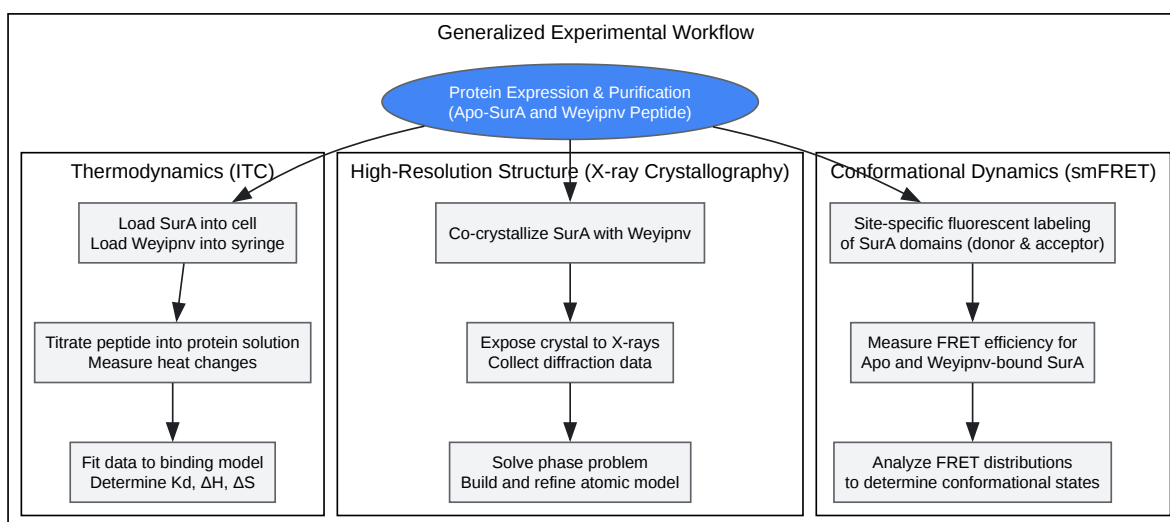 Generalized Experimental Workflow
Protein Expression & Purification
(Apo-SurA and Weyipnv Peptide)
Thermodynamics (ITC)
Load SurA into cell
Load Weyipnv into syringe
Titrate peptide into protein solution
Measure heat changes
Fit data to binding model
Determine Kd, ΔH, ΔS
High-Resolution Structure (X-ray Crystallography)
Co-crystallize SurA with Weyipnv
Expose crystal to X-rays
Collect diffraction data
Solve phase problem
Build and refine atomic model
Conformational Dynamics (smFRET)
Site-specific fluorescent labeling
of SurA domains (donor & acceptor)
Measure FRET efficiency for
Apo and Weyipnv-bound SurA
Analyze FRET distributions
to determine conformational states